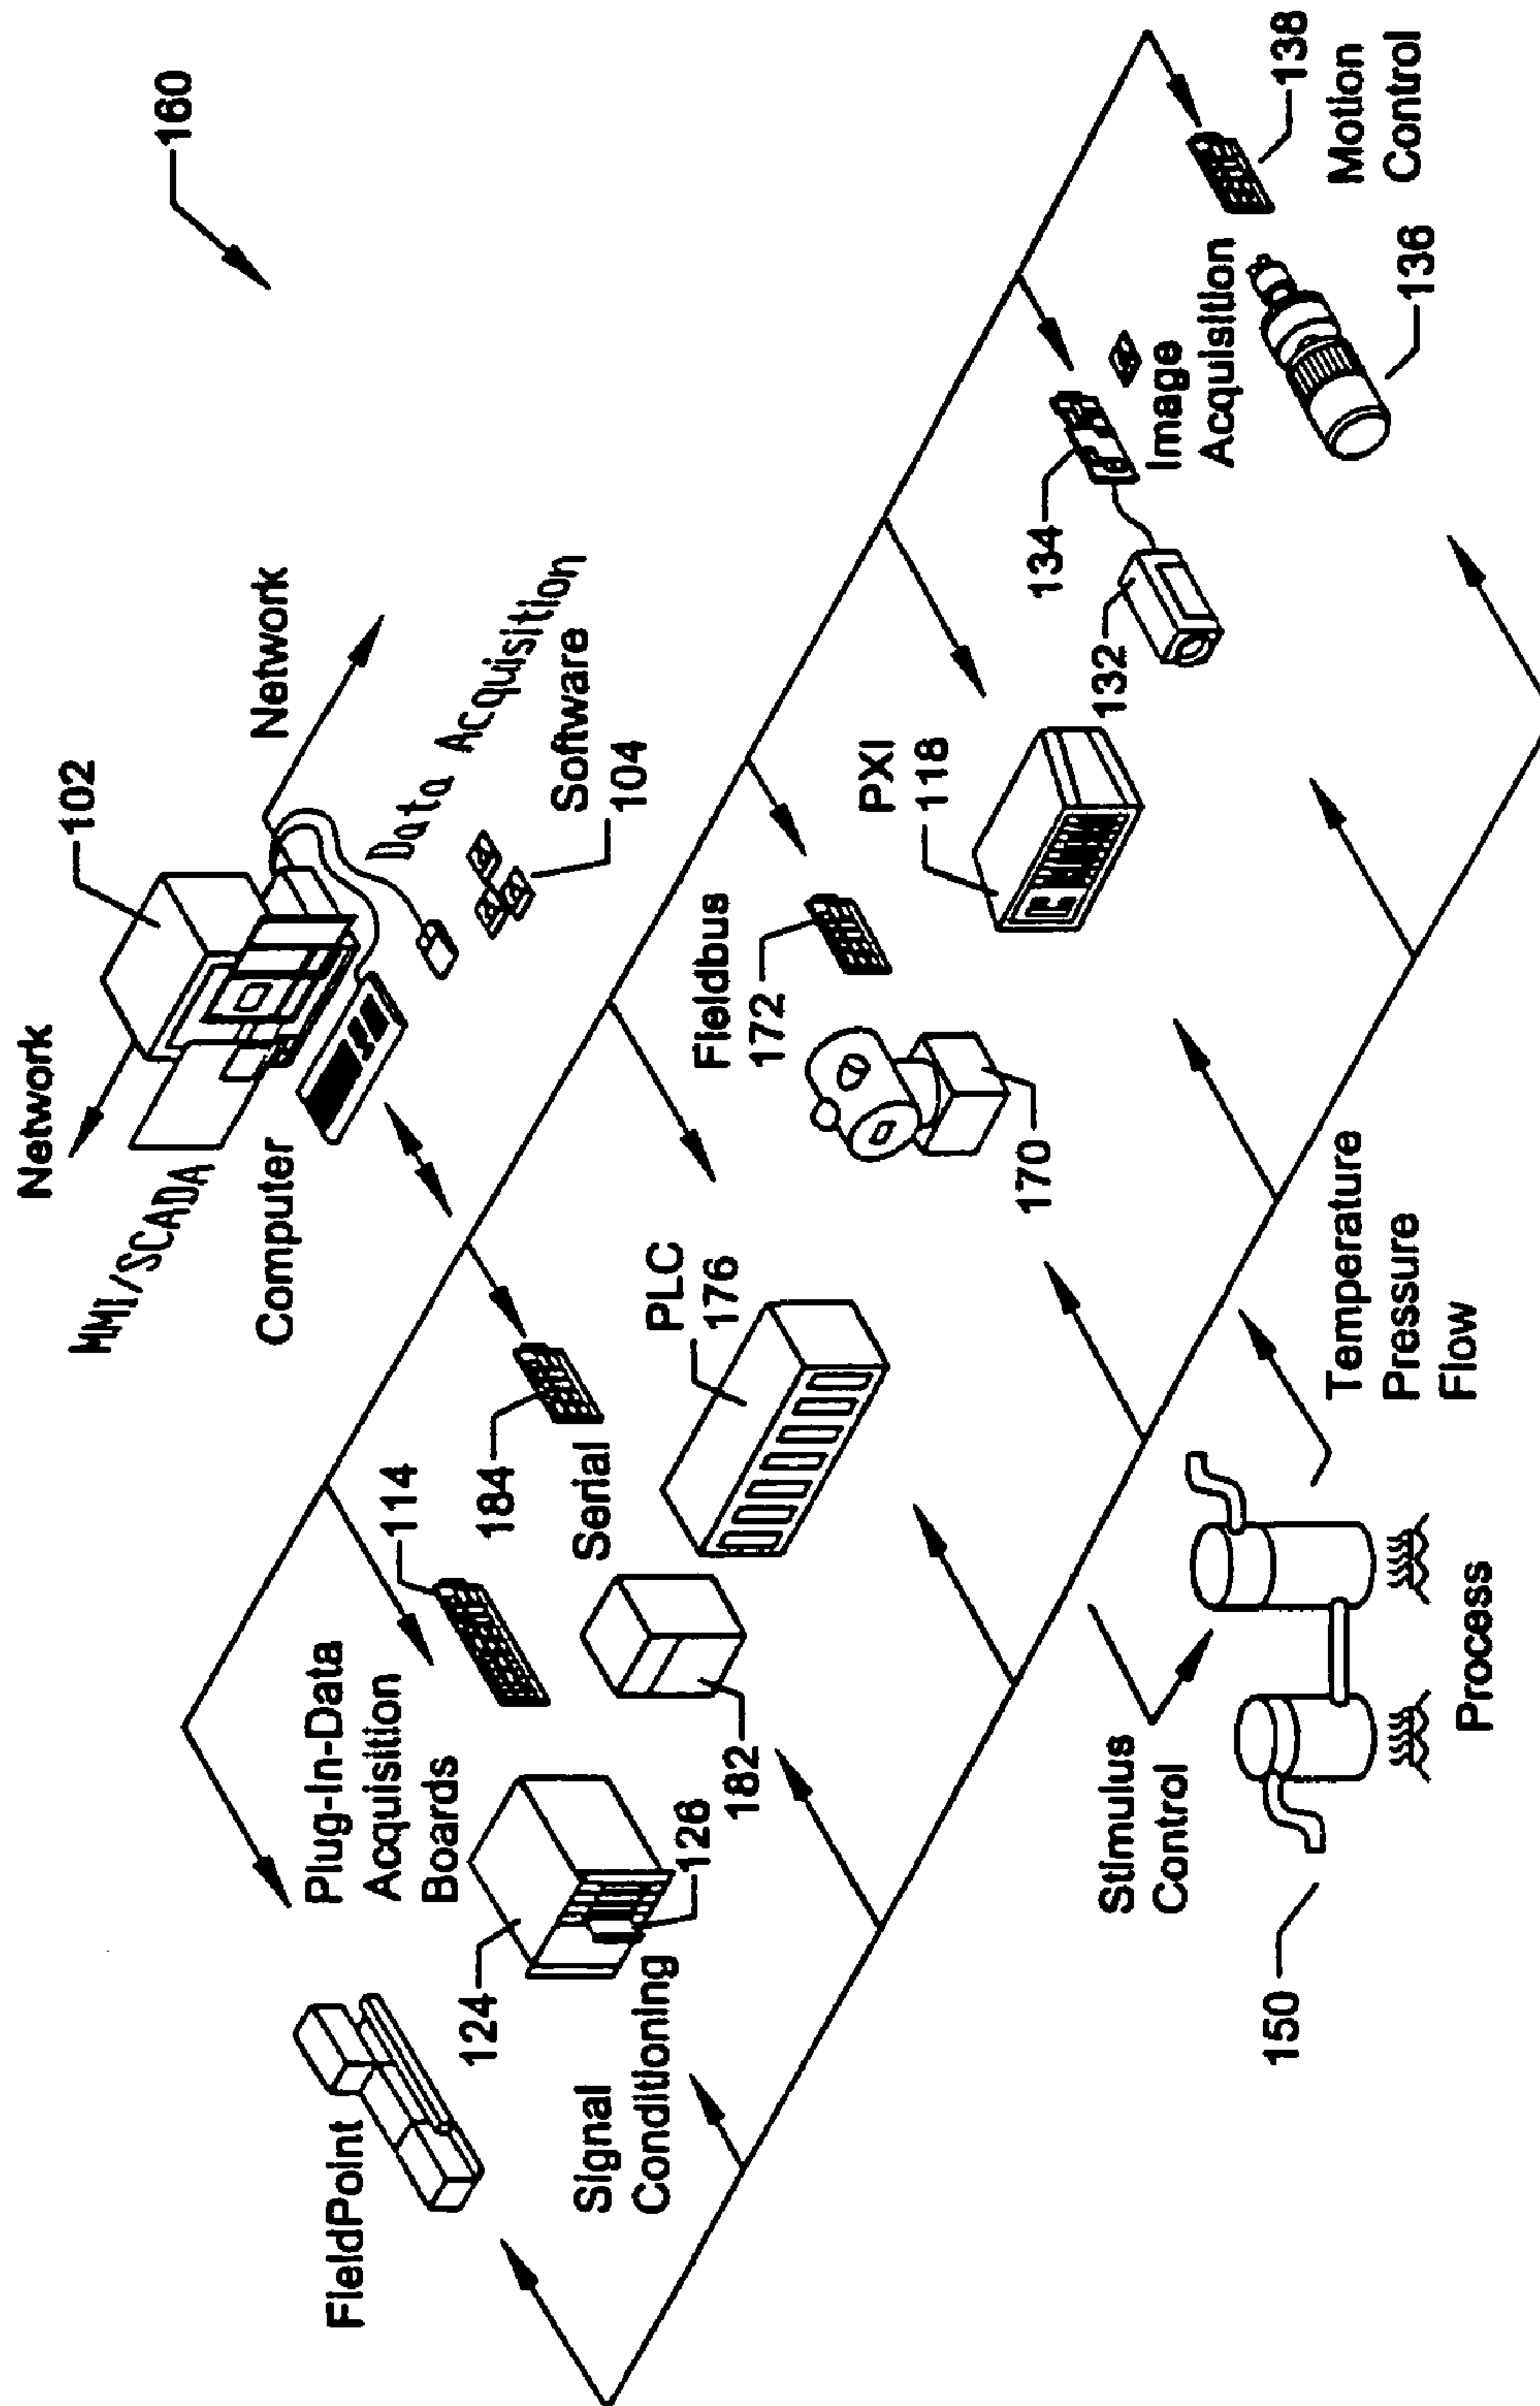 160
Network
102
Network
MMI/SCADA
Computer
Data Acquisition
Software
104
FieldPoint
Plug-In-Data
Acquisition
Boards
114
184
Serial
124
126
Signal
Conditioning
182
PLC
176
Fieldbus
172
170
PXI
118
134
132
Image
Acquisition
138
Motion
Control
136
Stimulus
Control
150
Process
Temperature
Pressure
Flow